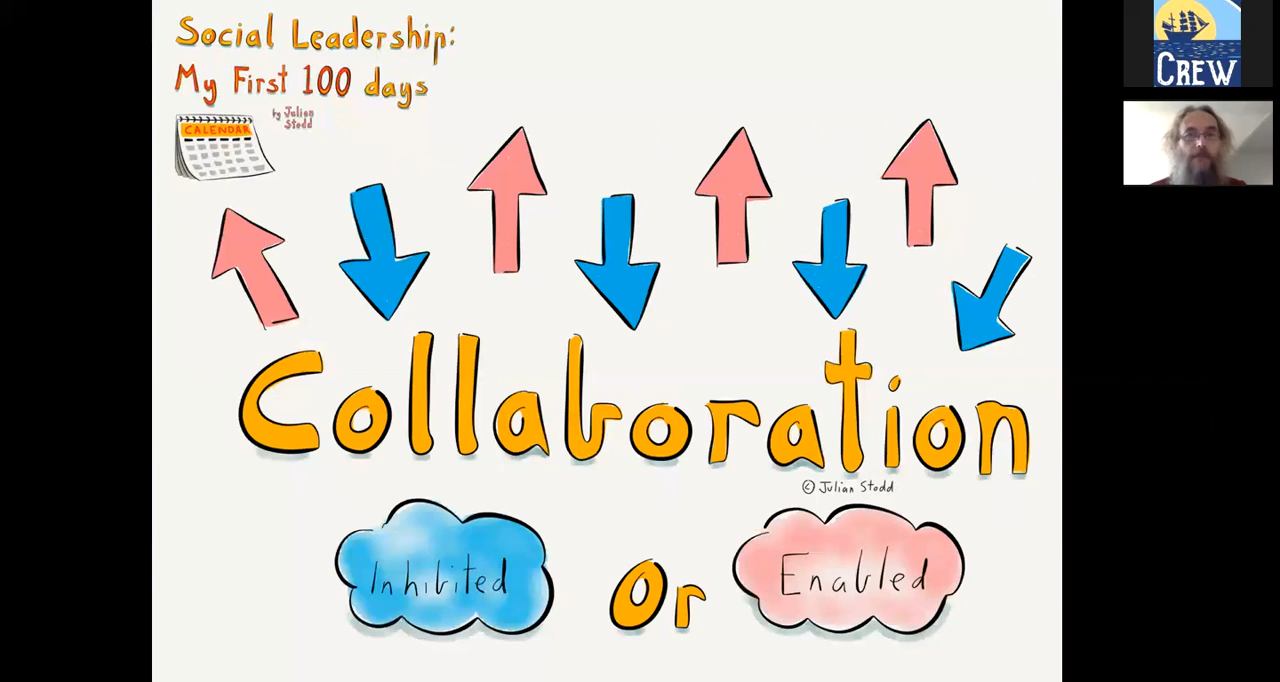 Social Leadership:
My First 100 days
by Julian
Stodd
CALENDAR
Collaboration
© Julian Stodd
Inhibited
Or
Enabled
CREW